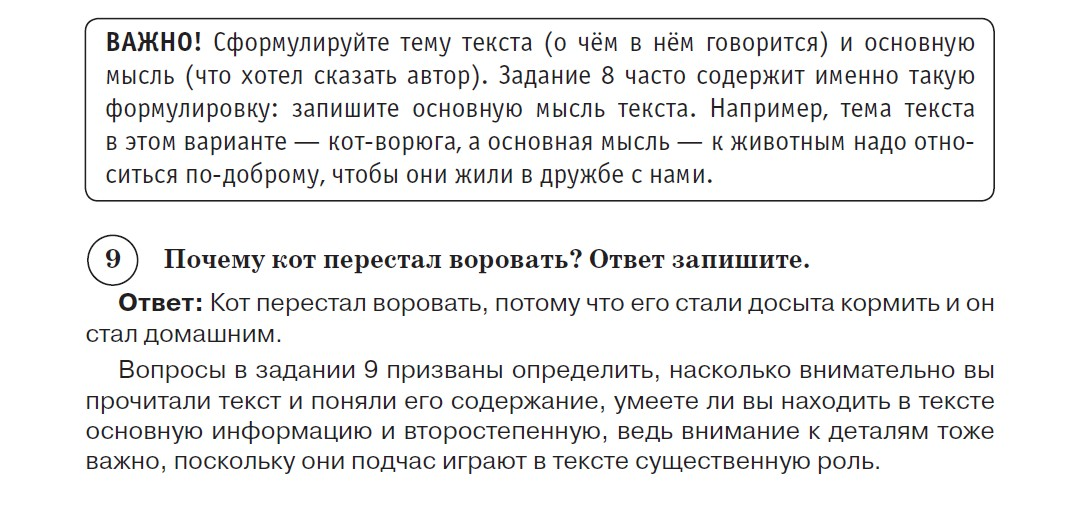 ВАЖНО! Сформулируйте тему текста (о чём в нём говорится) и основную
мысль (что хотел сказать автор). Задание 8 часто содержит именно такую
формулировку: запишите основную мысль текста. Например, тема текста
в этом варианте — кот-ворюга, а основная мысль — к животным надо отно-
ситься по-доброму, чтобы они жили в дружбе с нами.
9 Почему кот перестал воровать? Ответ запишите.
Ответ: Кот перестал воровать, потому что его стали досыта кормить и он
стал домашним.
Вопросы в задании 9 призваны определить, насколько внимательно вы
прочитали текст и поняли его содержание, умеете ли вы находить в тексте
основную информацию и второстепенную, ведь внимание к деталям тоже
важно, поскольку они подчас играют в тексте существенную роль.